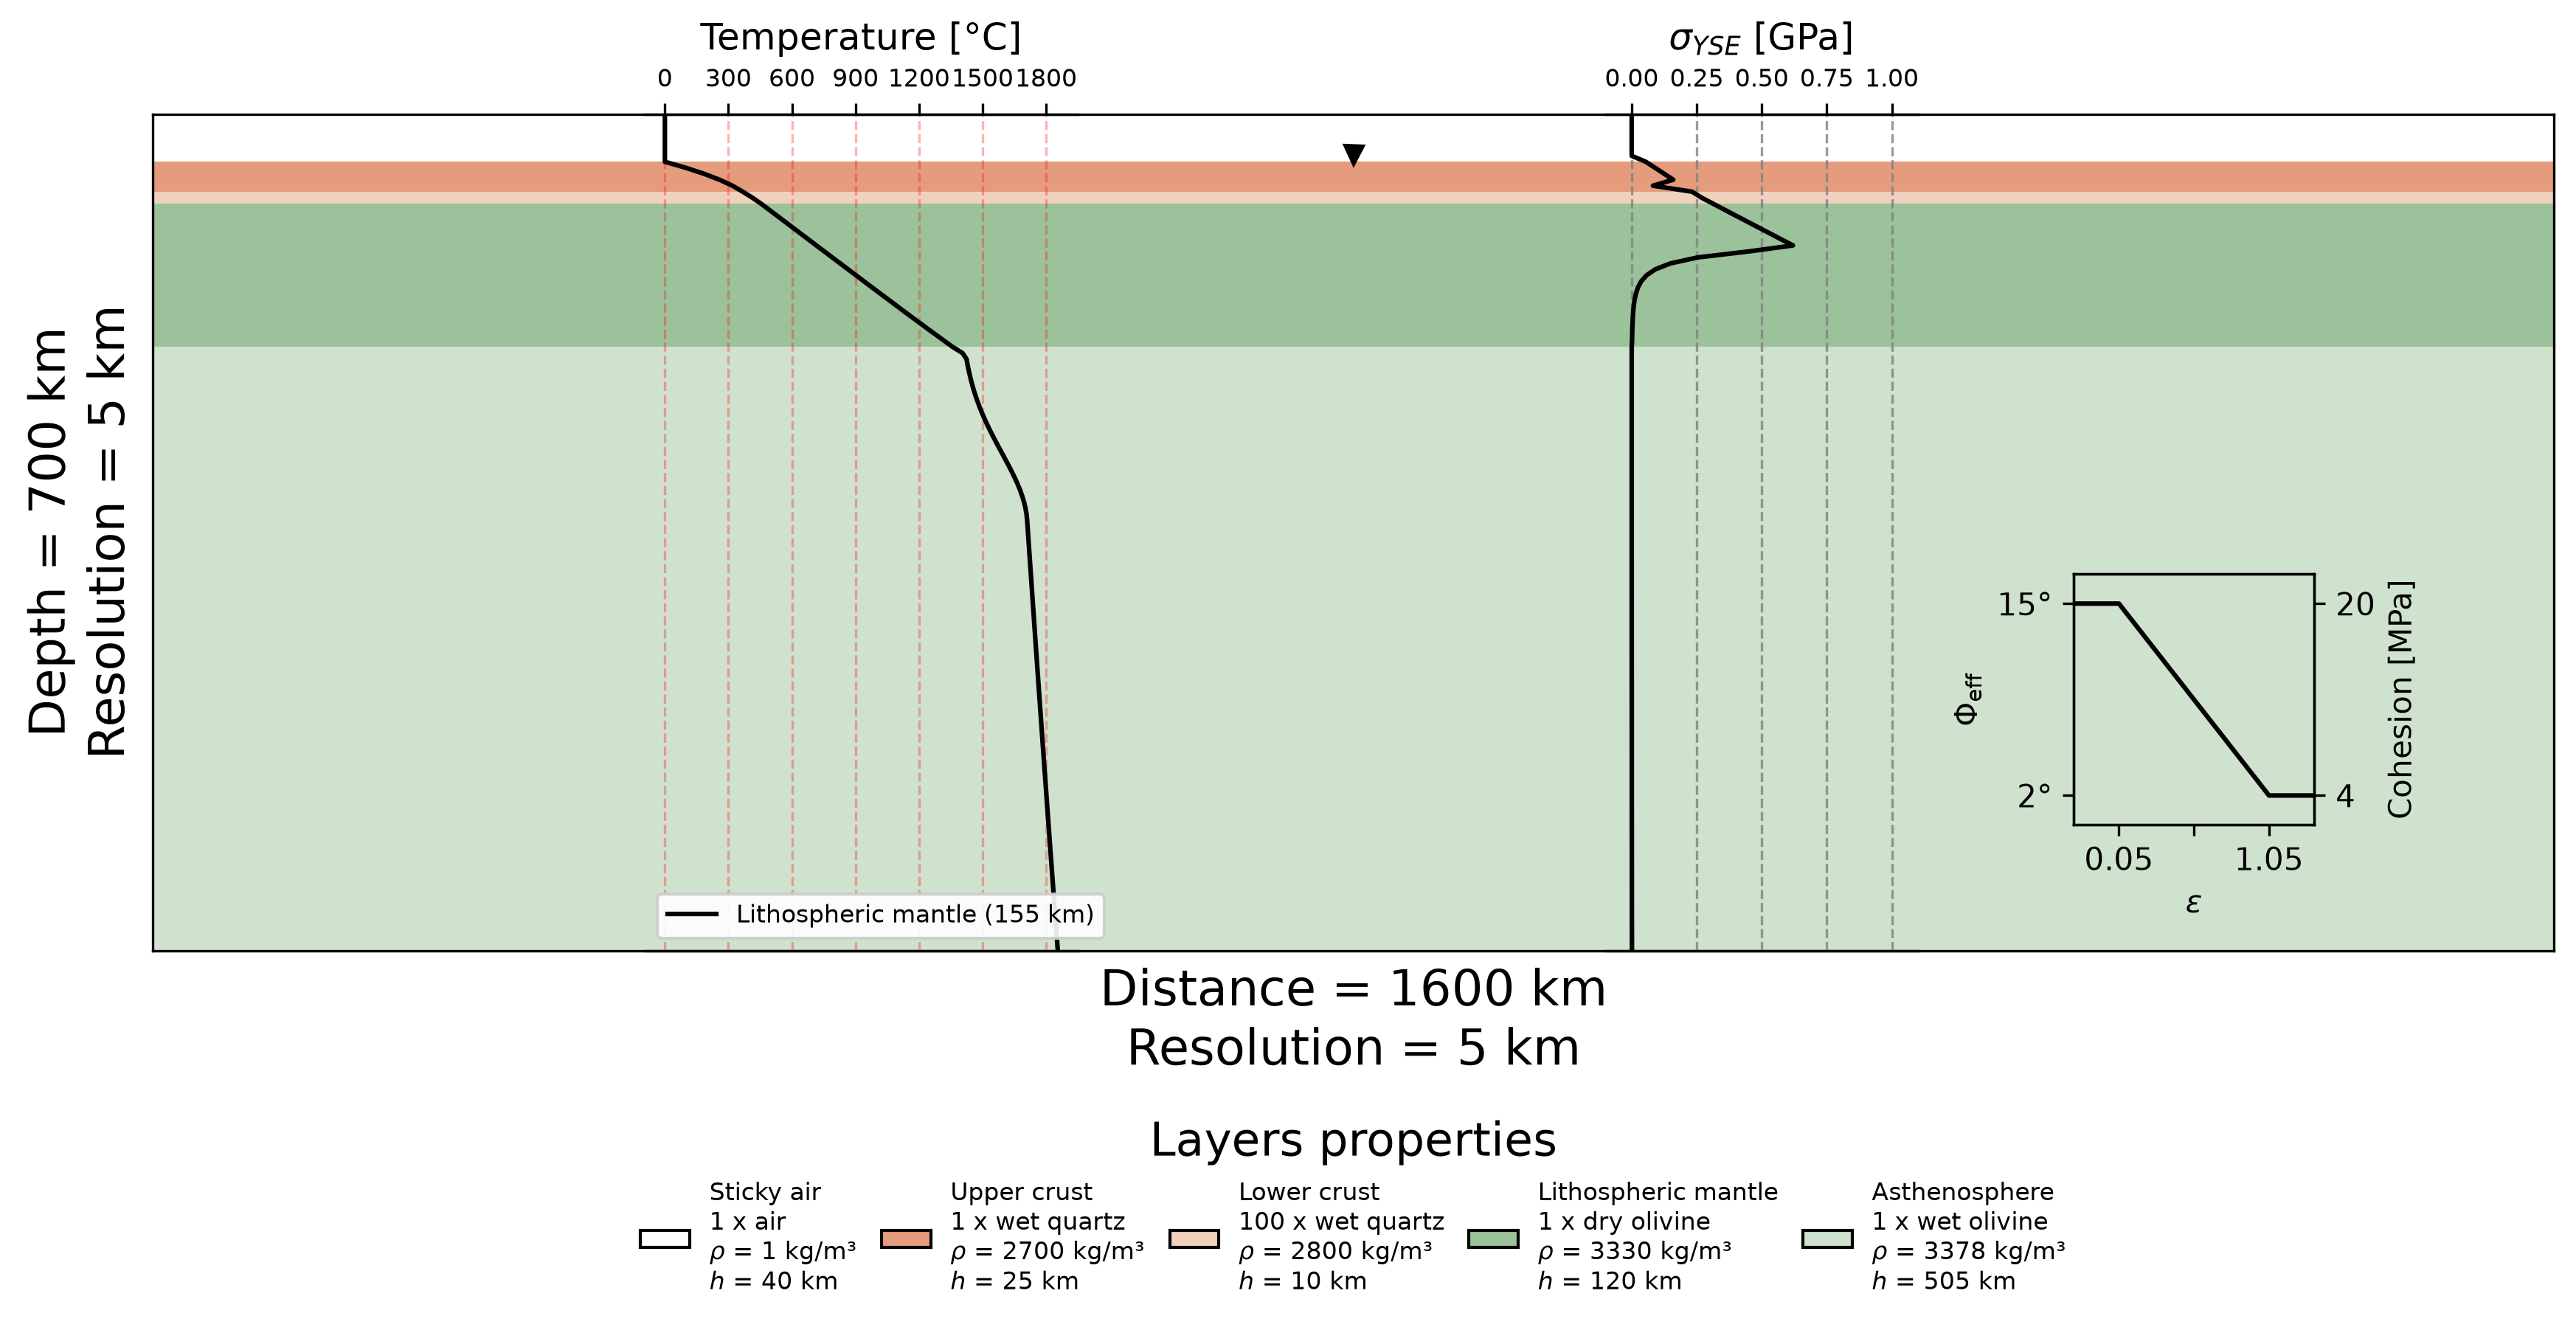 Temperature [°C]
0 300 600 900 1200 1500 1800
σYSE [GPa]
0.00 0.25 0.50 0.75 1.00
Depth = 700 km
Resolution = 5 km
15°
2°
Φeff
20
4
Cohesion [MPa]
0.05 1.05
ε
Lithospheric mantle (155 km)
Distance = 1600 km
Resolution = 5 km
Layers properties
Sticky air
1 x air
ρ = 1 kg/m³
h = 40 km
Upper crust
1 x wet quartz
ρ = 2700 kg/m³
h = 25 km
Lower crust
100 x wet quartz
ρ = 2800 kg/m³
h = 10 km
Lithospheric mantle
1 x dry olivine
ρ = 3330 kg/m³
h = 120 km
Asthenosphere
1 x wet olivine
ρ = 3378 kg/m³
h = 505 km